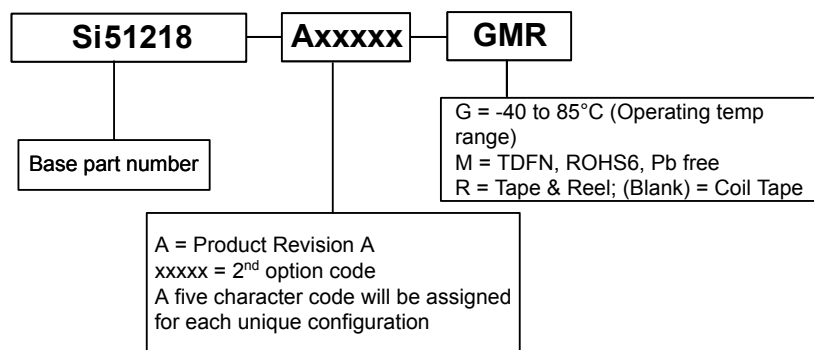 Si51218
Axxxxx
GMR
Base part number
G = -40 to 85°C (Operating temp
range)
M = TDFN, ROHS6, Pb free
R = Tape & Reel; (Blank) = Coil Tape
A = Product Revision A
xxxxx = 2nd option code
A five character code will be assigned
for each unique configuration